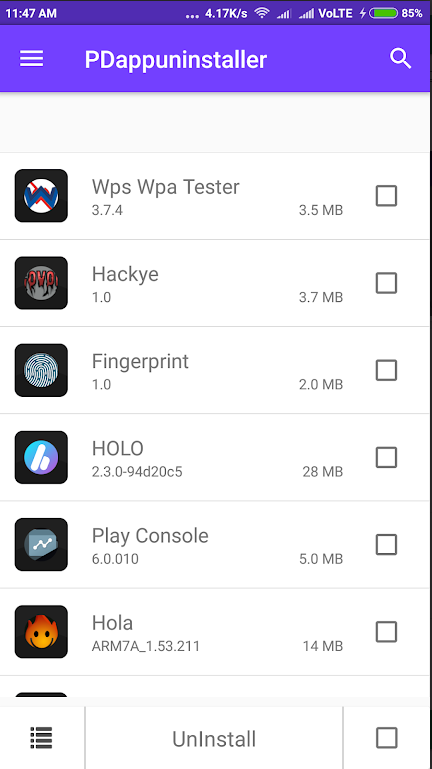 11:47 AM ... 4.17K/s VoLTE 85%
PDappuninstaller
Wps Wpa Tester
3.7.4 3.5 MB
Hackye
1.0 3.7 MB
Fingerprint
1.0 2.0 MB
HOLO
2.3.0-94d20c5 28 MB
Play Console
6.0.010 5.0 MB
Hola
ARM7A_1.53.211 14 MB
UnInstall